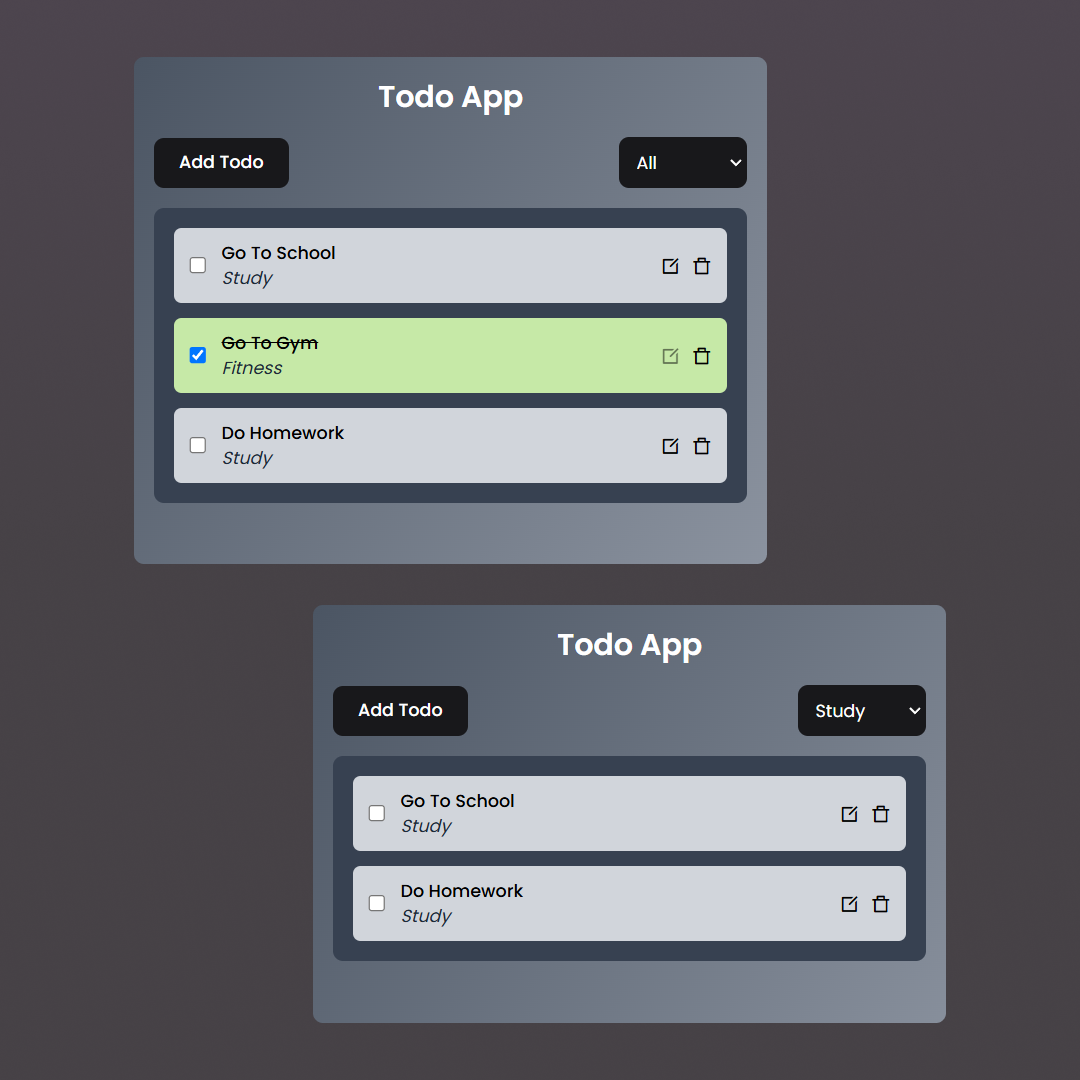 Todo App
Add Todo
All
Go To School
Study
Go To Gym
Fitness
Do Homework
Study
Todo App
Add Todo
Study
Go To School
Study
Do Homework
Study